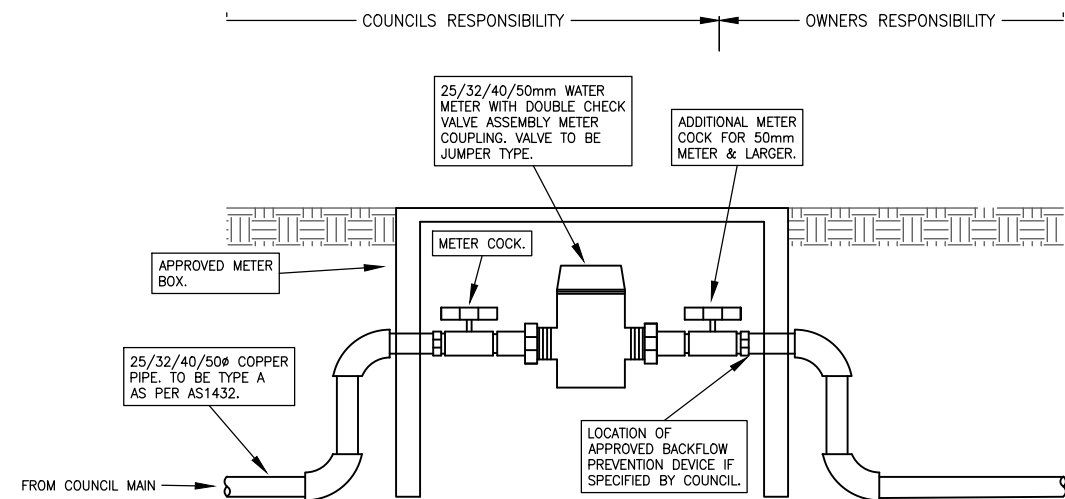 COUNCILS RESPONSIBILITY
OWNERS RESPONSIBILITY
25/32/40/50mm WATER
METER WITH DOUBLE CHECK
VALVE ASSEMBLY METER
COUPLING. VALVE TO BE
JUMPER TYPE.
ADDITIONAL METER
COCK FOR 50mm
METER & LARGER.
METER COCK.
APPROVED METER
BOX.
25/32/40/50ø COPPER
PIPE. TO BE TYPE A
AS PER AS1432.
LOCATION OF
APPROVED BACKFLOW
PREVENTION DEVICE IF
SPECIFIED BY COUNCIL.
FROM COUNCIL MAIN